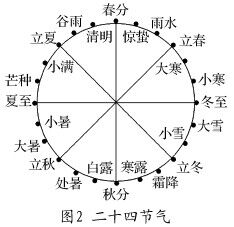 春分
谷雨
雨水
清明
惊蛰
立夏
立春
小满
大寒
芒种
小寒
夏至
冬至
小暑
大雪
小雪
大暑
立秋
立冬
白露
寒露
处暑
霜降
秋分
图2 二十四节气